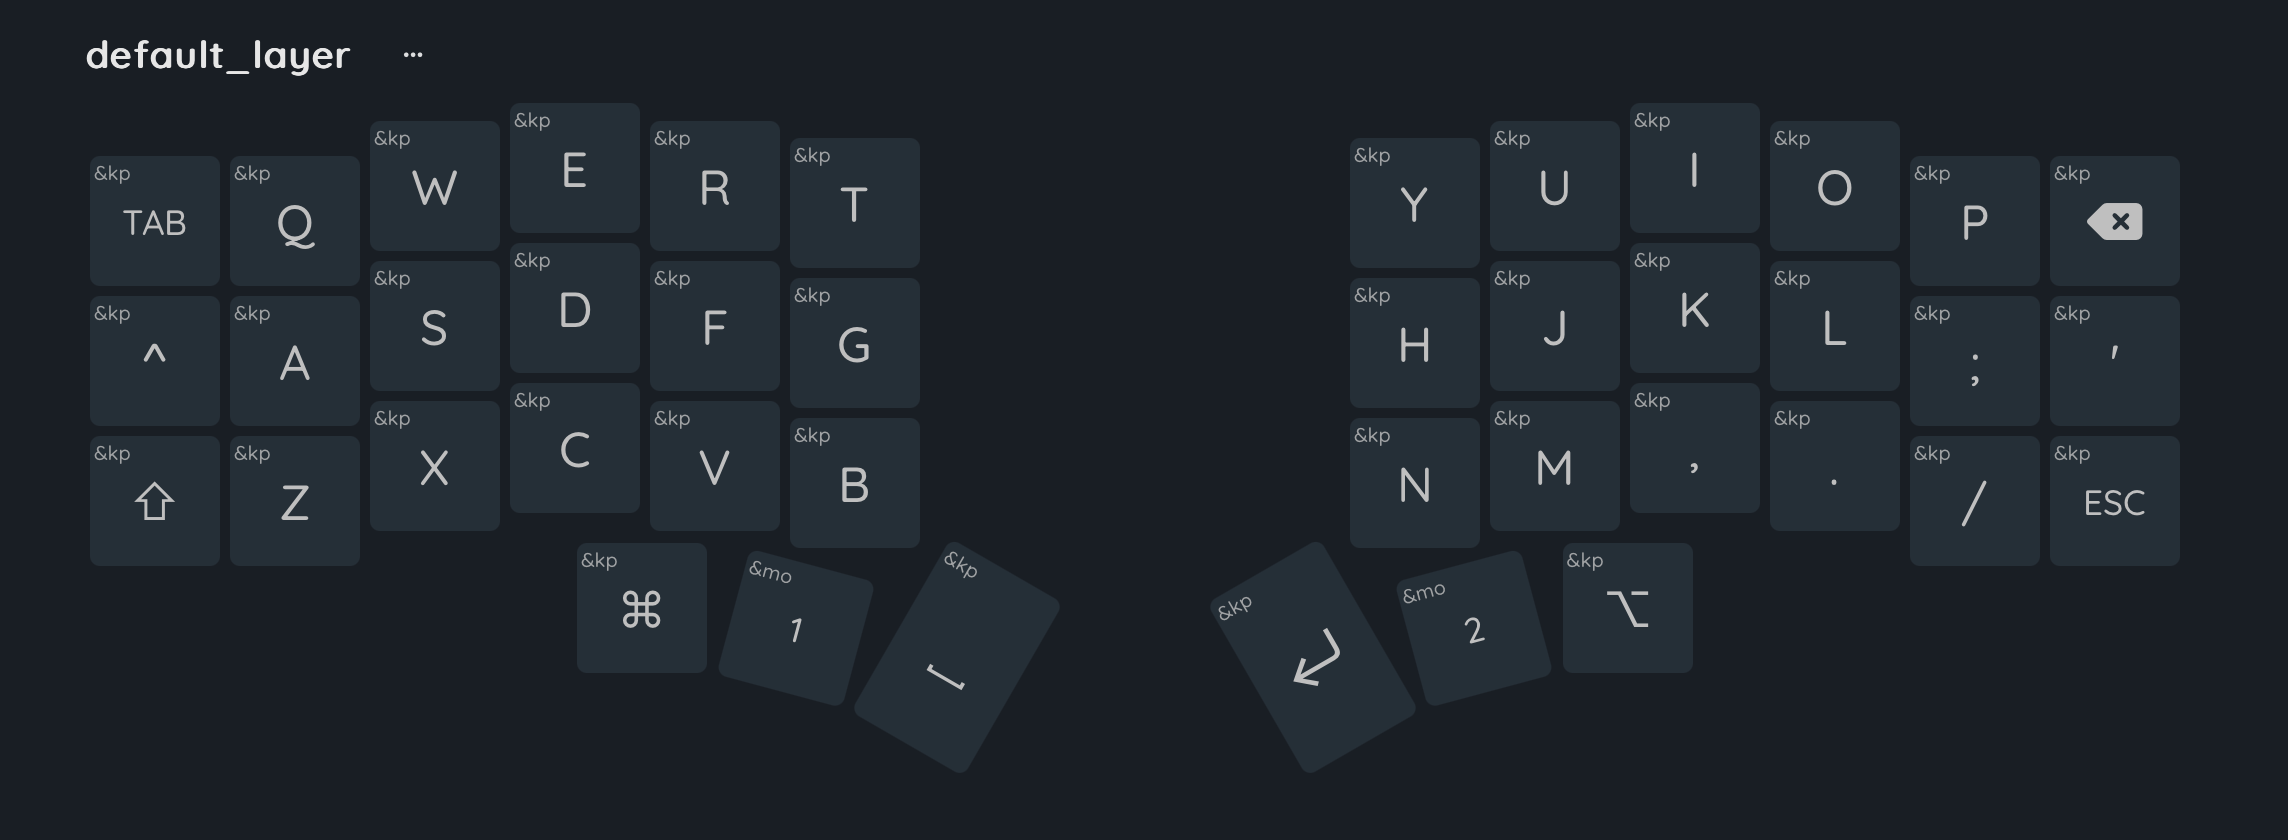 default_layer ...
&kp &kp &kp &kp &kp &kp &kp &kp &kp &kp &kp &kp
TAB Q W E R T Y U I O P ⌫
&kp &kp &kp &kp &kp &kp &kp &kp &kp &kp &kp &kp
^ A S D F G H J K L ; '
&kp &kp &kp &kp &kp &kp &kp &kp &kp &kp &kp &kp
⇧ Z X C V B N M , . / ESC
&kp &mo &kp &kp &mo &kp
⌘ 1 ⎵ ↵ 2 ⌥